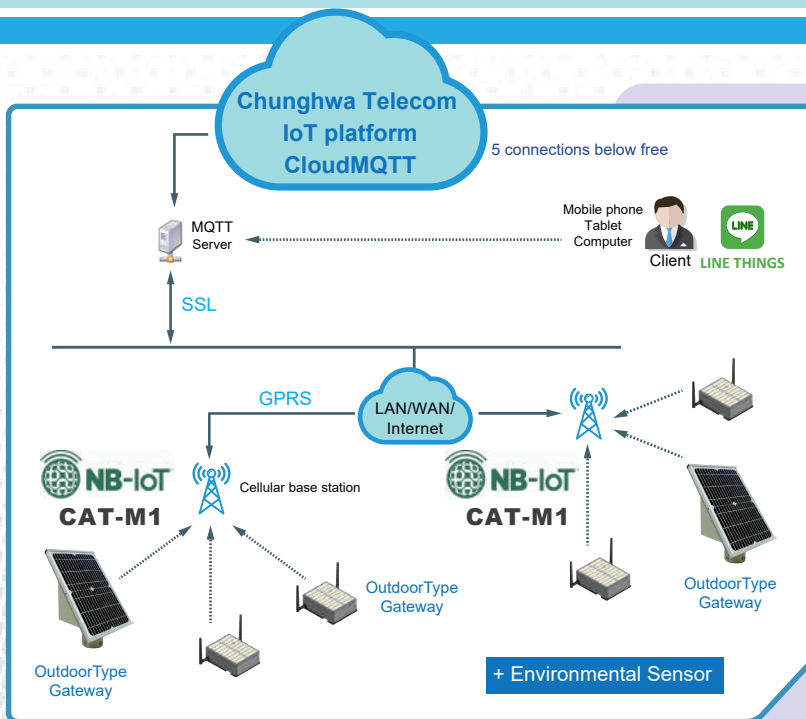 Chunghwa Telecom
IoT platform
CloudMQTT
5 connections below free
MQTT
Server
Mobile phone
Tablet
Computer
Client
LINE
LINE THINGS
SSL
GPRS
LAN/WAN/
Internet
NB-IoT
CAT-M1
Cellular base station
NB-IoT
CAT-M1
OutdoorType
Gateway
OutdoorType
Gateway
OutdoorType
Gateway
+ Environmental Sensor